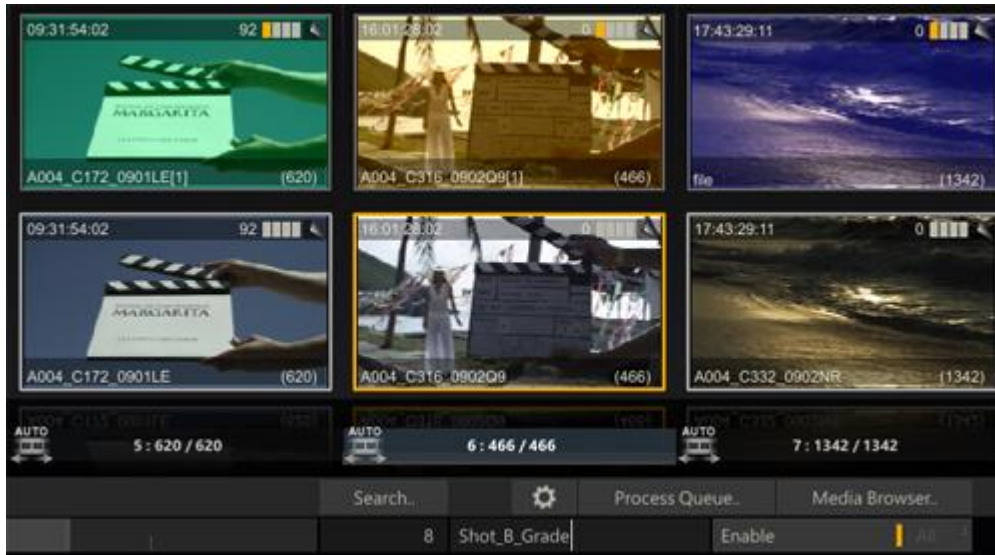 09:31:54:02 92
16:01:28:02 0
17:43:29:11 0
MARGARITA
A004_C172_0901LE[1] (620)
A004_C316_0902Q9[1] (466)
file (1342)
09:31:54:02 92
16:01:28:02 0
17:43:29:11 0
MARGARITA
A004_C172_0901LE (620)
A004_C316_0902Q9 (466)
A004_C332_0902NR (1342)
AUTO
5 : 620 / 620
AUTO
6 : 466 / 466
AUTO
7 : 1342 / 1342
Search..
Process Queue..
Media Browser..
8
Shot_B_Grade
Enable
All